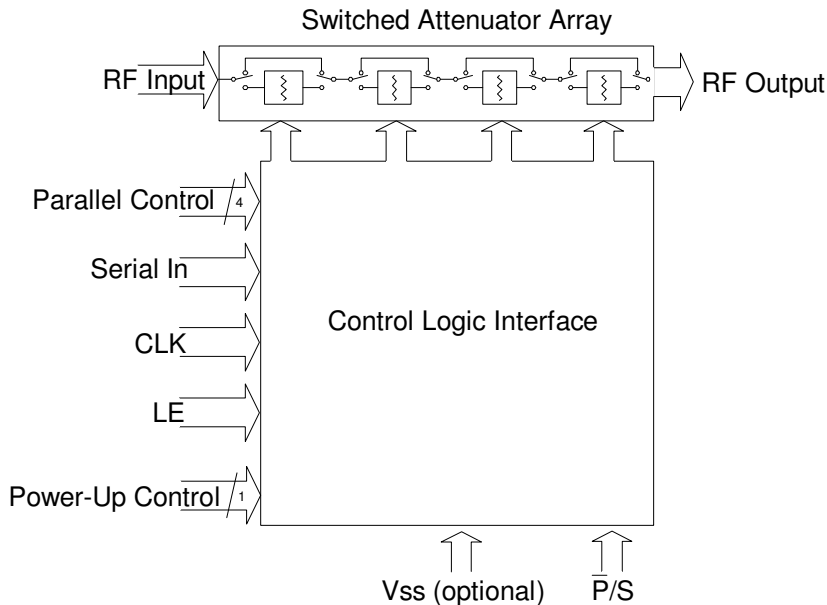 Switched Attenuator Array
RF Input
RF Output
Parallel Control
4
Serial In
Control Logic Interface
CLK
LE
Power-Up Control
1
Vss (optional)
P̅/S